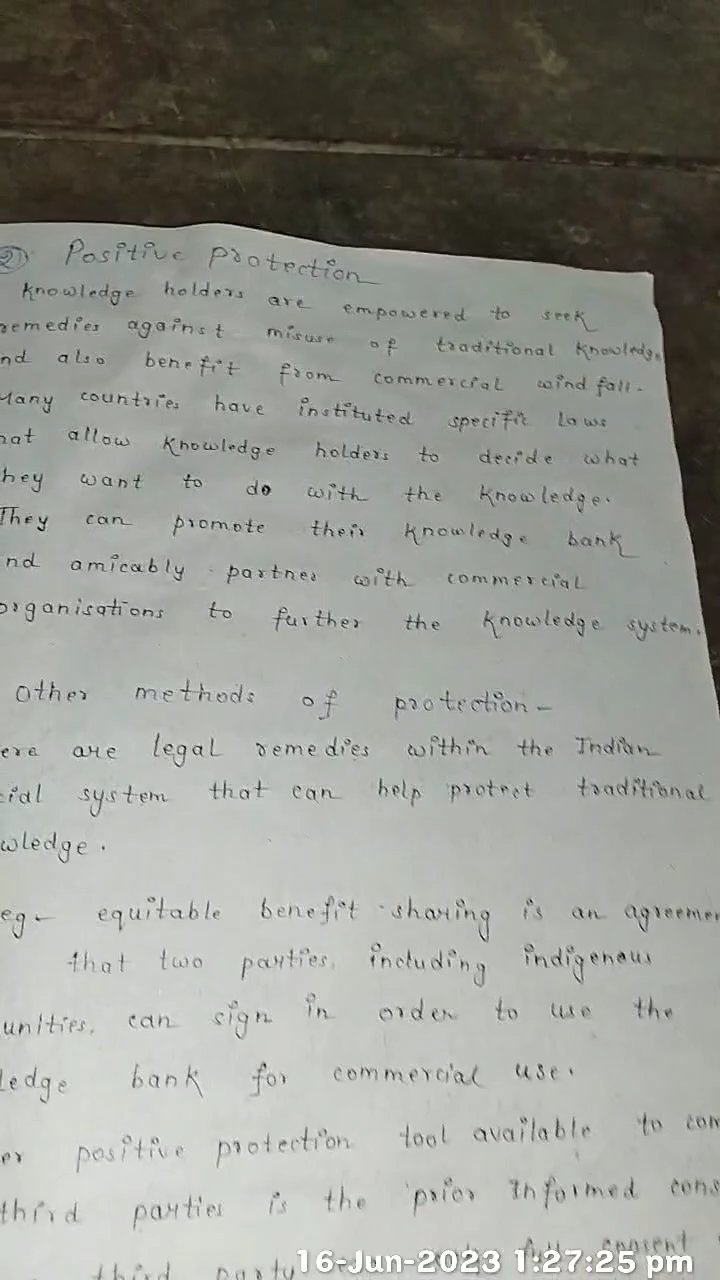 2) Positive protection
Knowledge holders are empowered to seek
remedies against misuse of traditional knowledge
nd also benefit from commercial wind fall.
Many countries have instituted specific laws
hat allow knowledge holders to decide what
hey want to do with the knowledge.
They can promote their knowledge bank
nd amicably partner with commercial
organisations to further the knowledge system.
Other methods of protection -
ere are legal remedies within the Indian
cial system that can help protect traditional
wledge.
eg - equitable benefit-sharing is an agreemen
that two parties, including indigenous
unities, can sign in order to use the
ledge bank for commercial use.
er positive protection tool available to com
third parties is the prior informed cons
third party consent
16-Jun-2023 1:27:25 pm